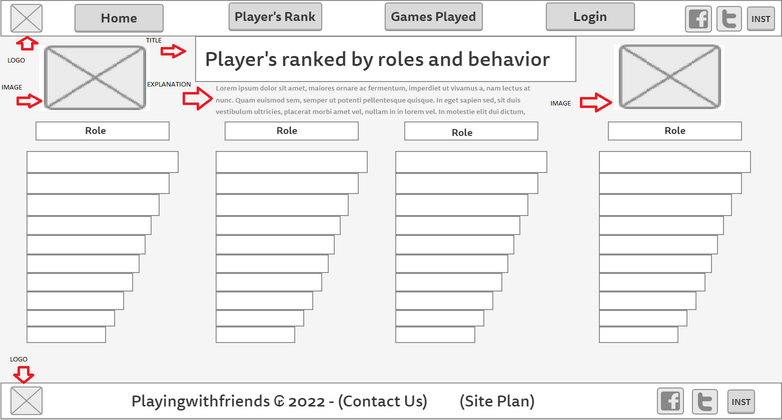 Home
Player's Rank
Games Played
Login
INST
LOGO
TITLE
Player's ranked by roles and behavior
IMAGE
EXPLANATION
Lorem ipsum dolor sit amet, maiores ornare ac fermentum, imperdiet ut vivamus a, nam lectus at
nunc. Quam euismod sem, semper ut potenti pellentesque quisque. In eget sapien sed, sit duis
vestibulum ultricies, placerat morbi amet vel, nullam in in lorem vel. In molestie elit dui dictum,
IMAGE
Role
Role
Role
Role
LOGO
Playingwithfriends © 2022 - (Contact Us)
(Site Plan)
INST